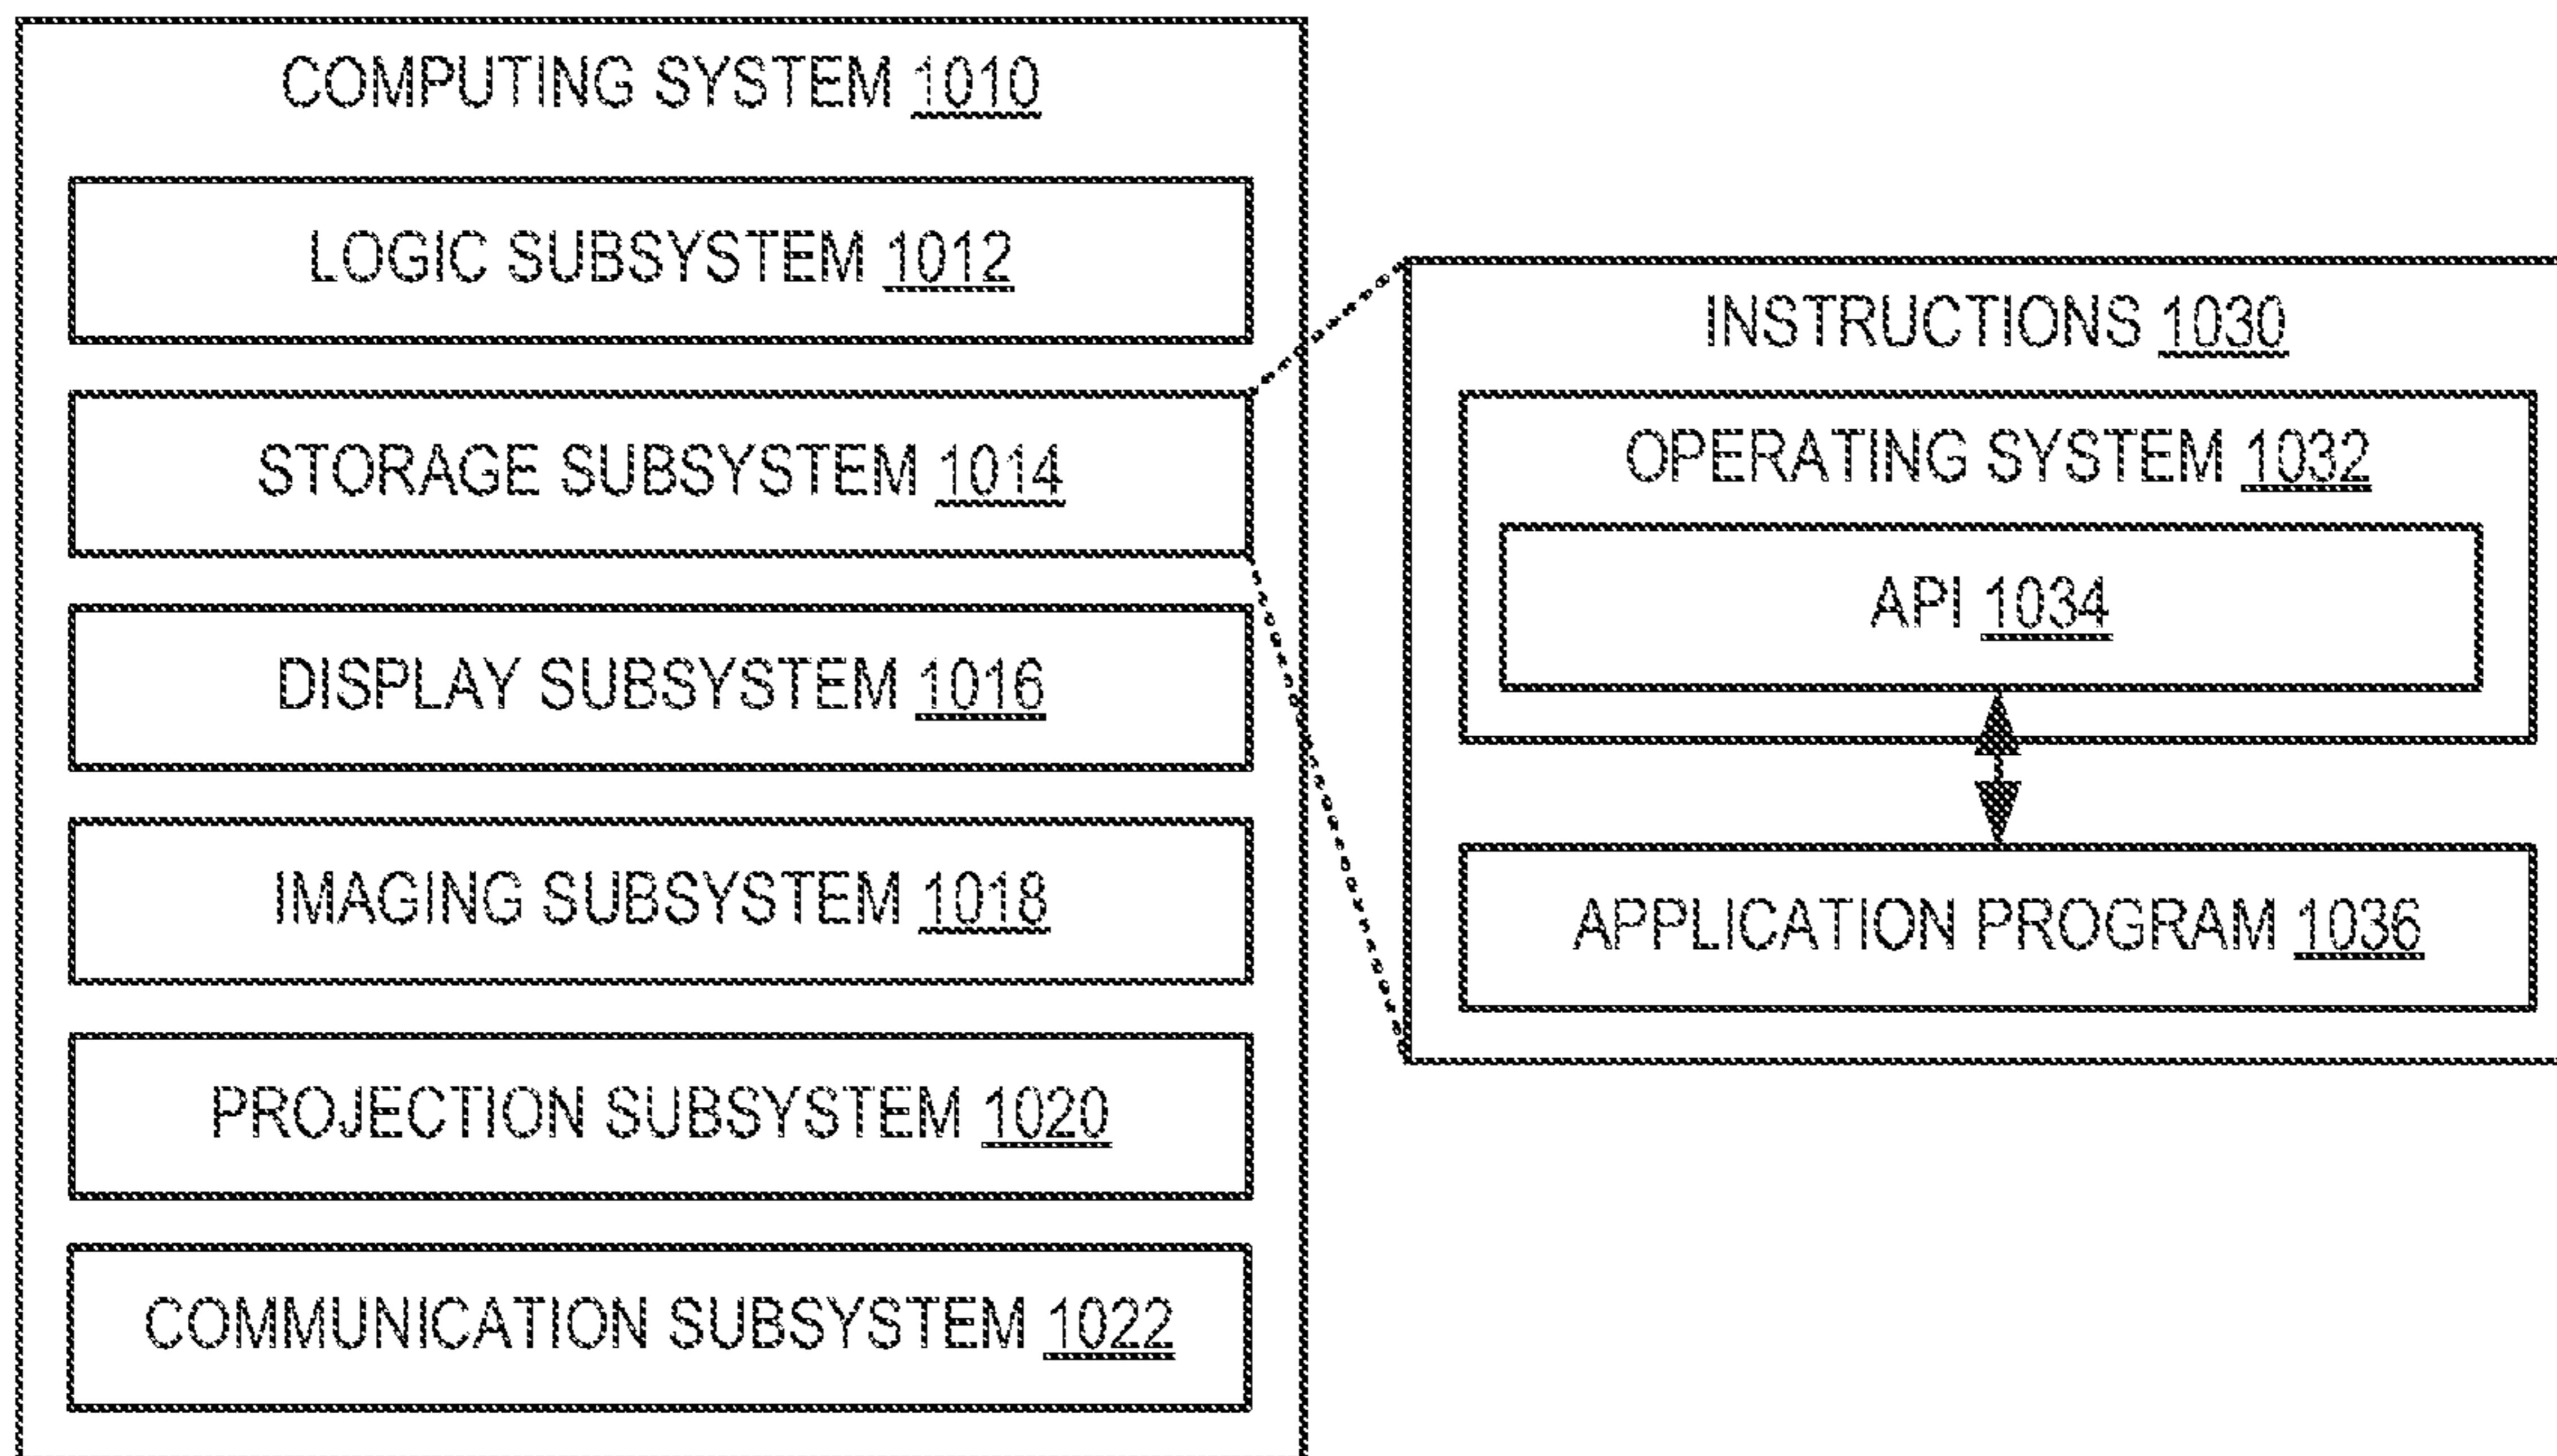 COMPUTING SYSTEM 1010
LOGIC SUBSYSTEM 1012
STORAGE SUBSYSTEM 1014
DISPLAY SUBSYSTEM 1016
IMAGING SUBSYSTEM 1018
PROJECTION SUBSYSTEM 1020
COMMUNICATION SUBSYSTEM 1022
INSTRUCTIONS 1030
OPERATING SYSTEM 1032
API 1034
APPLICATION PROGRAM 1036